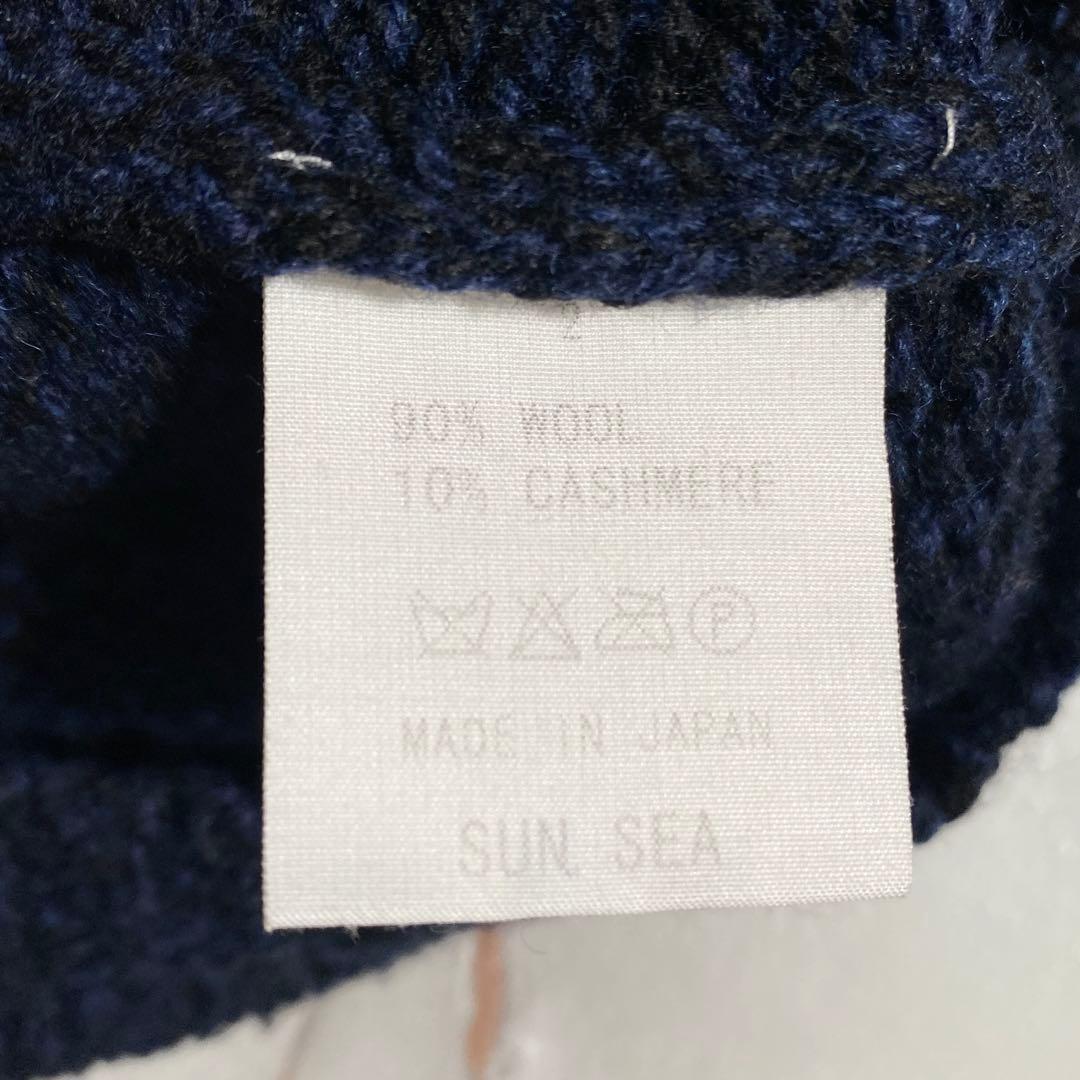 2
90% WOOL
10% CASHMERE
P
MADE IN JAPAN
SUN SEA